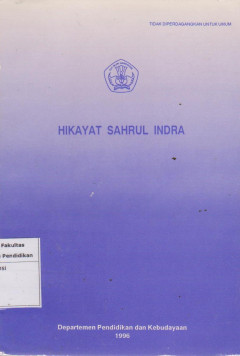 TIDAK DIPERDAGANGKAN UNTUK UMUM
HIKAYAT SAHRUL INDRA
Fakultas
Pendidikan
Departemen Pendidikan dan Kebudayaan
1996